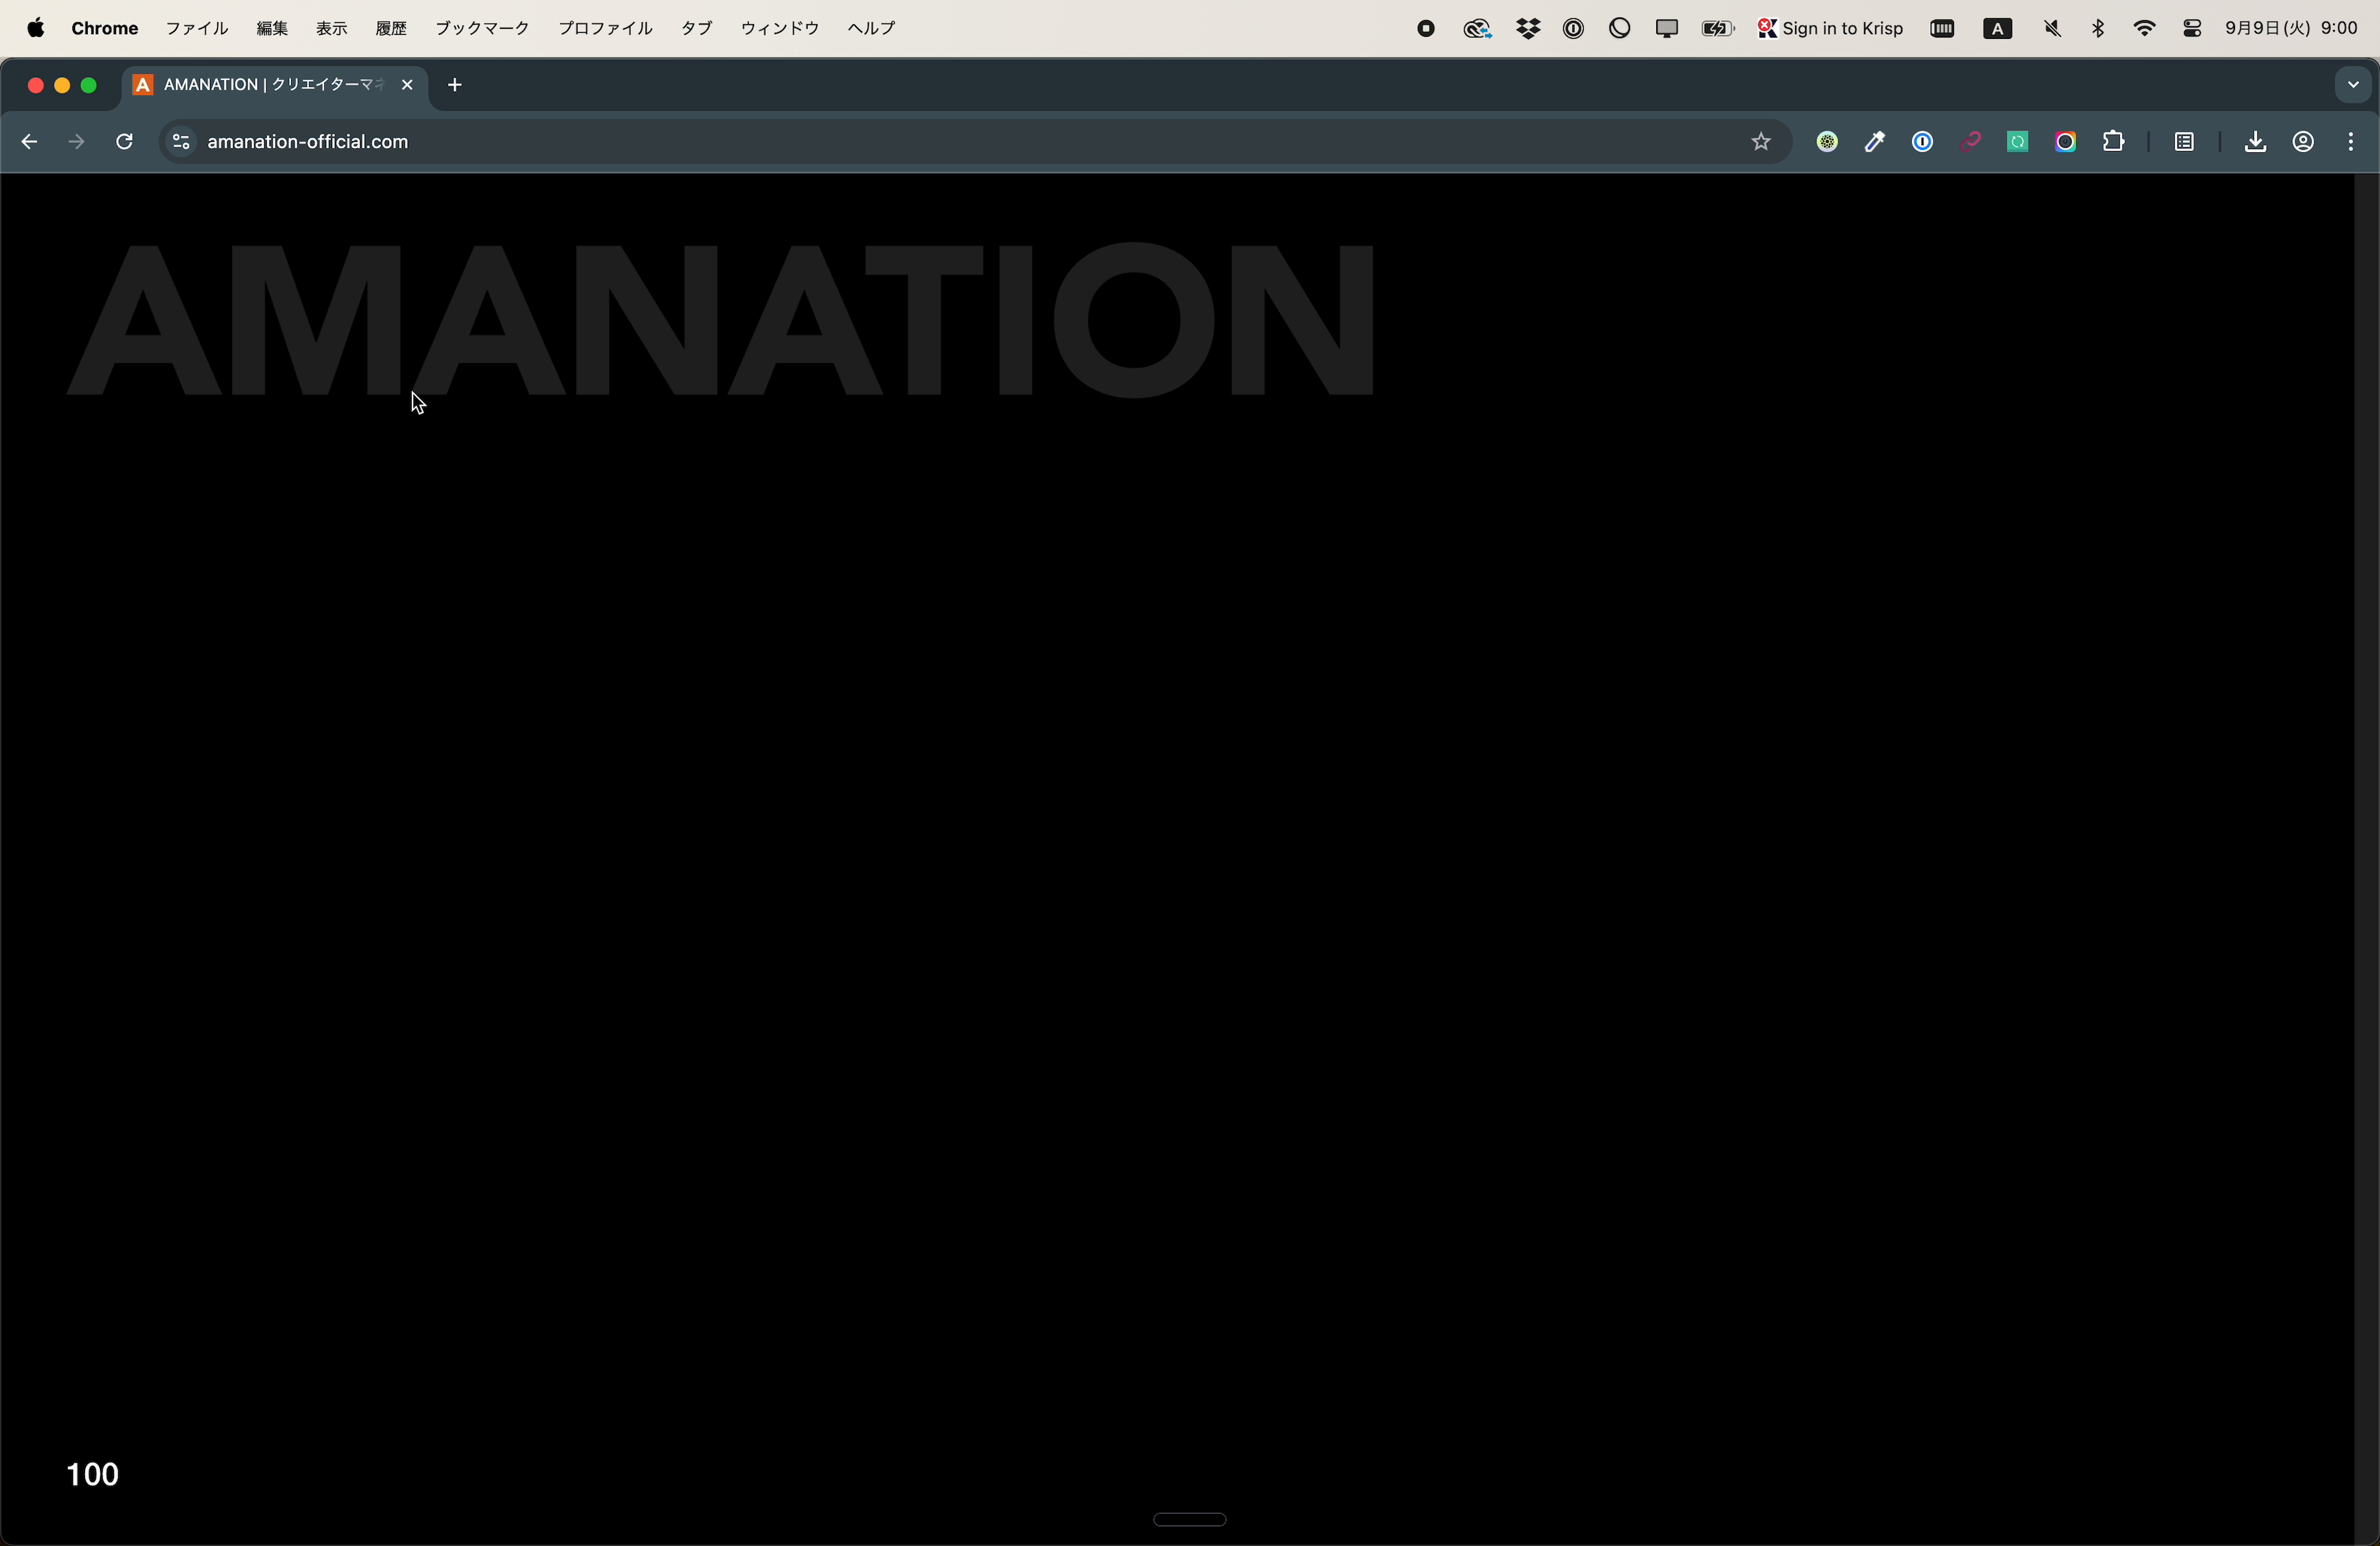 Chrome ファイル 編集 表示 履歴 ブックマーク プロファイル タブ ウィンドウ ヘルプ Sign in to Krisp A 9月9日(火) 9:00
A AMANATION | クリエイターマネ
amanation-official.com
AMANATION
100